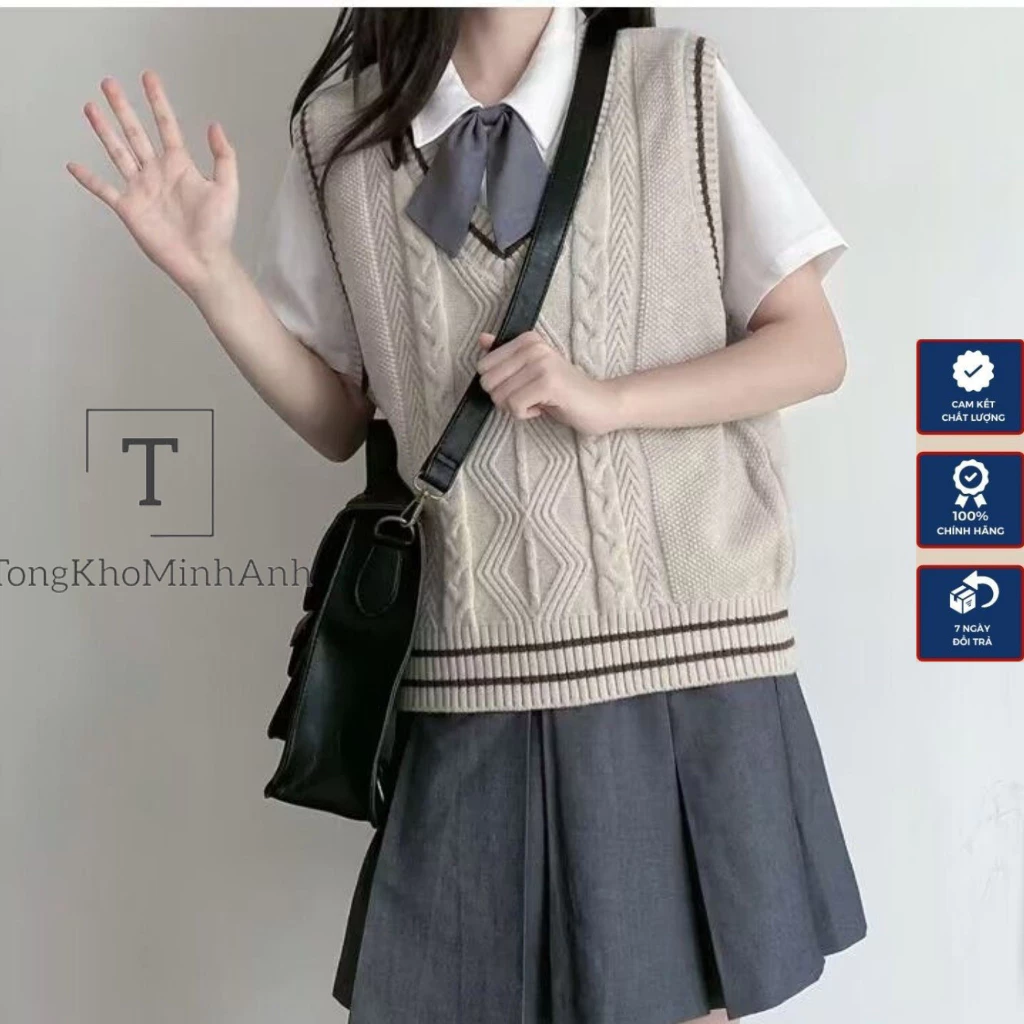 T
TongKhoMinhAnh
CAM KẾT
CHẤT LƯỢNG
100%
CHÍNH HÃNG
7 NGÀY
ĐỔI TRẢ